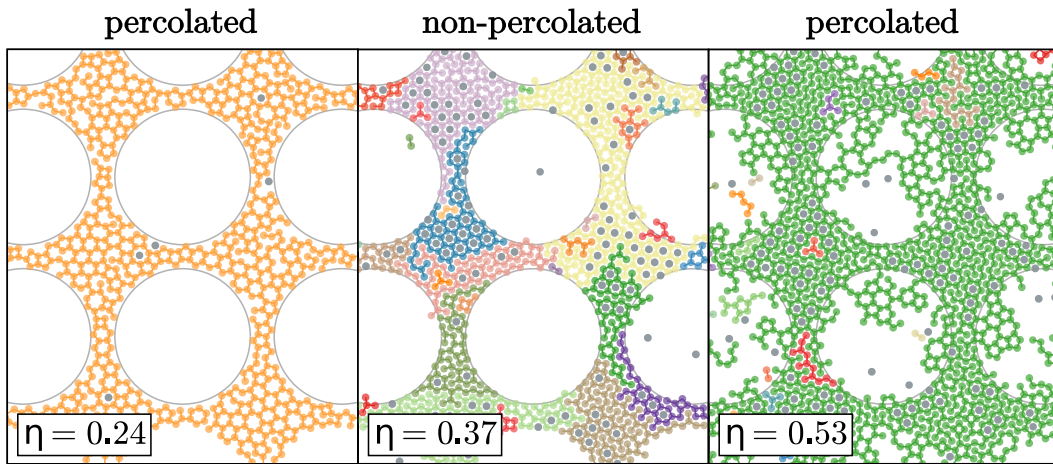 percolated
non-percolated
percolated
η = 0.24
η = 0.37
η = 0.53